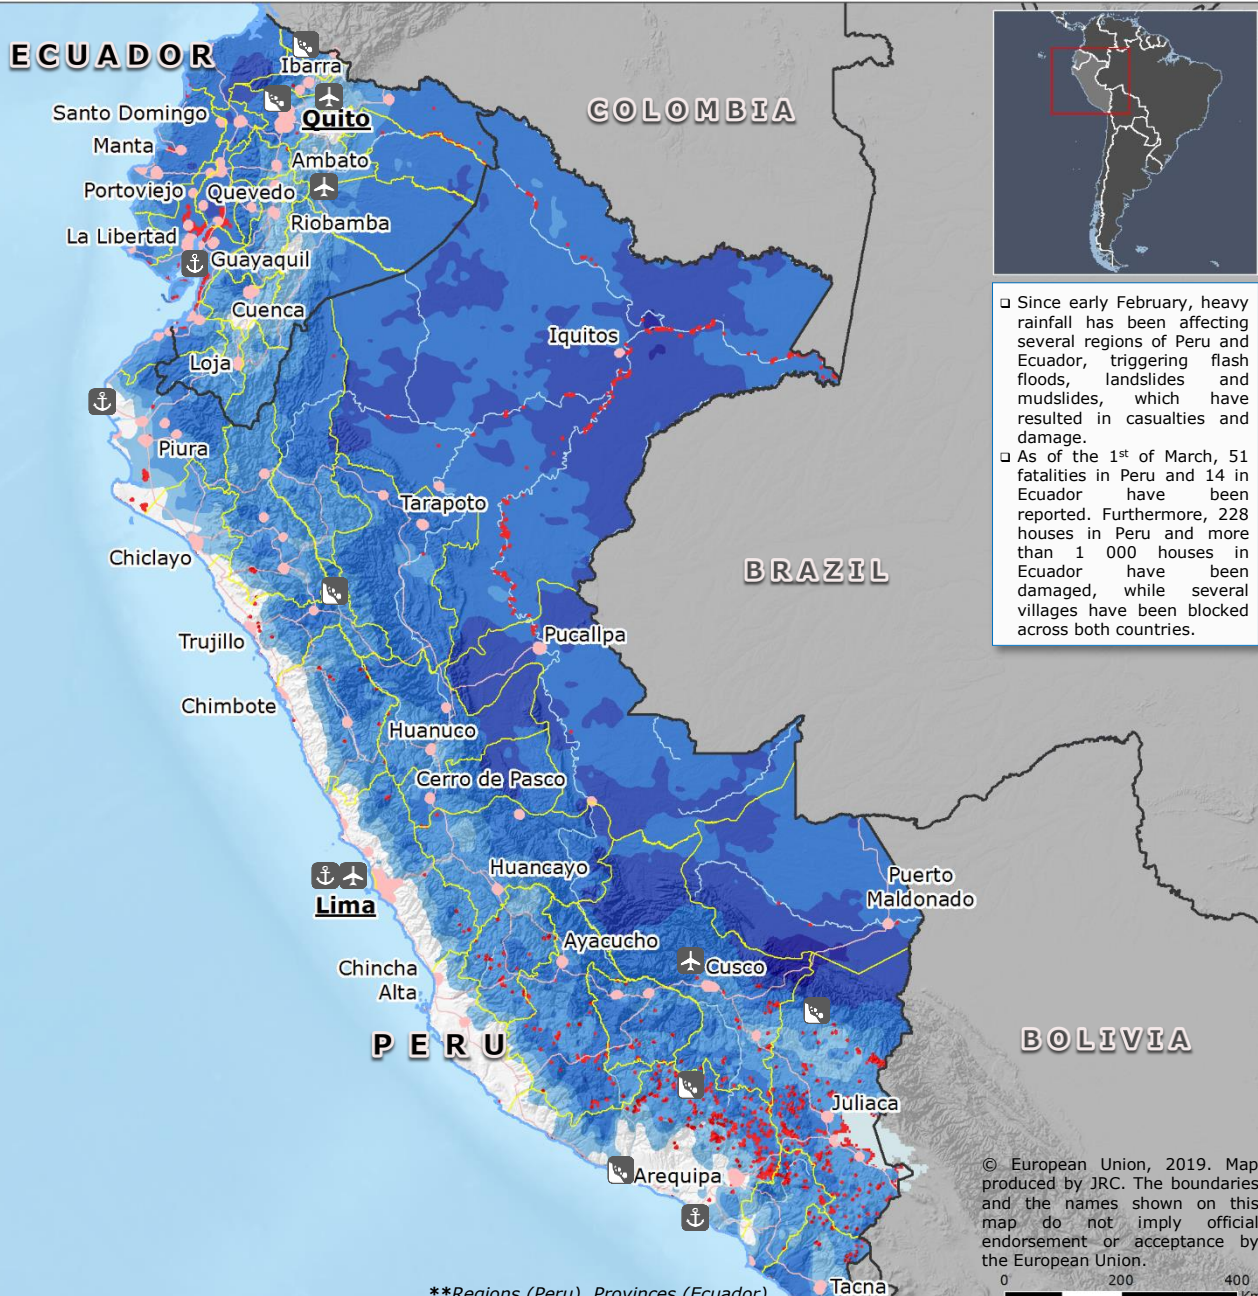 ECUADOR
Ibarra
COLOMBIA
Santo Domingo
Quito
Manta
Ambato
Portoviejo
Quevedo
Riobamba
La Libertad
Guayaquil
Cuenca
Iquitos
Loja
Piura
Tarapoto
Chiclayo
BRAZIL
Pucallpa
Trujillo
Chimbote
Huanuco
Cerro de Pasco
Huancayo
Puerto
Maldonado
Lima
Ayacucho
Cusco
Chincha
Alta
PERU
BOLIVIA
Juliaca
Arequipa
Tacna
❑ Since early February, heavy
rainfall has been affecting
several regions of Peru and
Ecuador, triggering flash
floods, landslides and
mudslides, which have
resulted in casualties and
damage.
❑ As of the 1st of March, 51
fatalities in Peru and 14 in
Ecuador have been
reported. Furthermore, 228
houses in Peru and more
than 1 000 houses in
Ecuador have been
damaged, while several
villages have been blocked
across both countries.
© European Union, 2019. Map
produced by JRC. The boundaries
and the names shown on this
map do not imply official
endorsement or acceptance by
the European Union.
0 200 400
**Regions (Peru), Provinces (Ecuador)